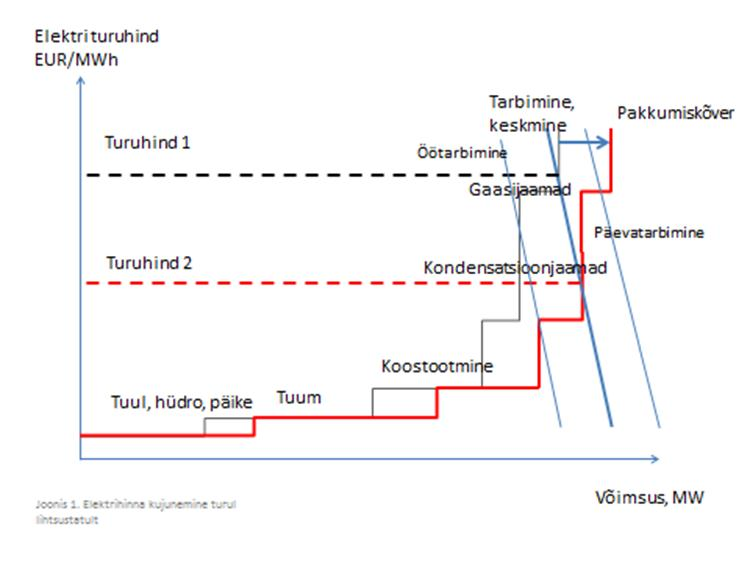 Elektrituruhind
EUR/MWh
Tarbimine,
keskmine
Pakkumiskõver
Turuhind 1
Öötarbimine
Gaasijaamad
Päevatarbimine
Turuhind 2
Kondensatsioonjaamad
Koostootmine
Tuul, hüdro, päike
Tuum
Võimsus, MW
Joonis 1. Elektrihinna kujunemine turul
lihtsustatult